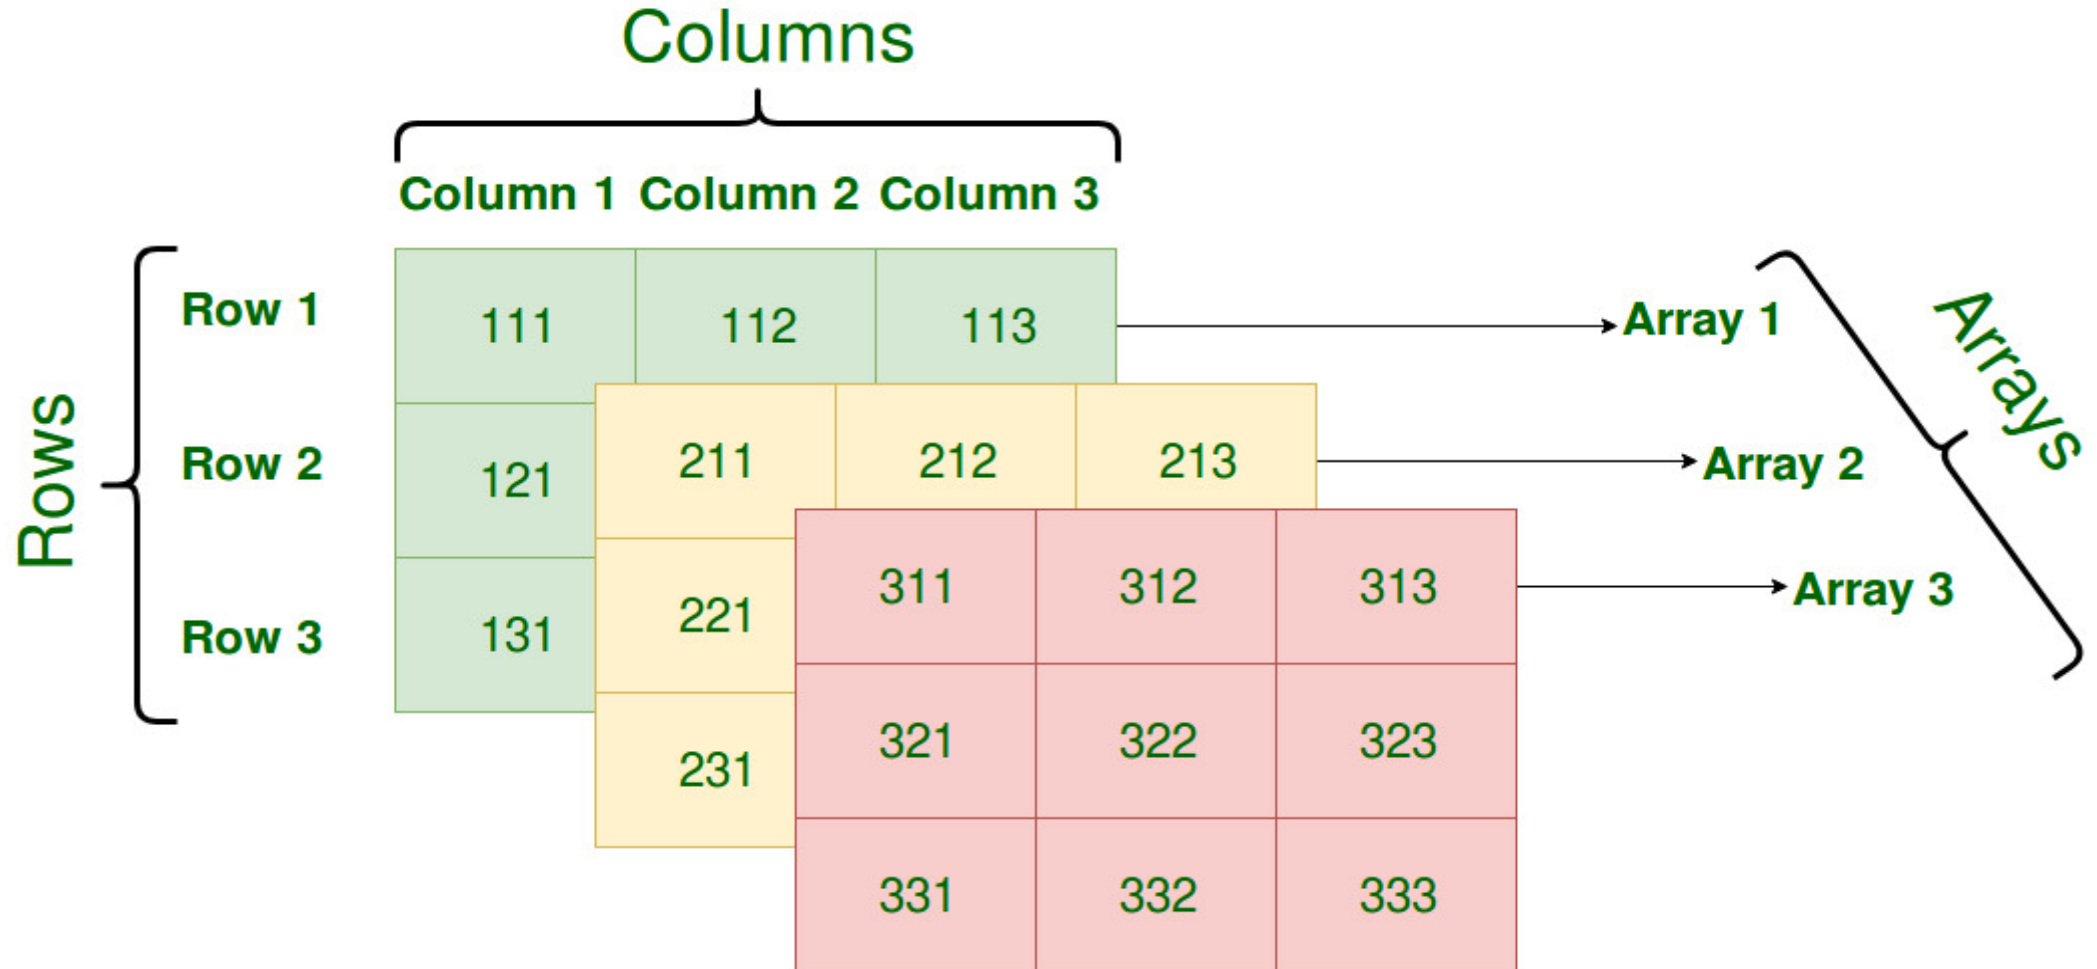 Columns
Column 1 Column 2 Column 3
Rows
Row 1
Row 2
Row 3
111 112 113
121
131
211 212 213
221
231
311 312 313
321 322 323
331 332 333
Array 1
Array 2
Array 3
Arrays